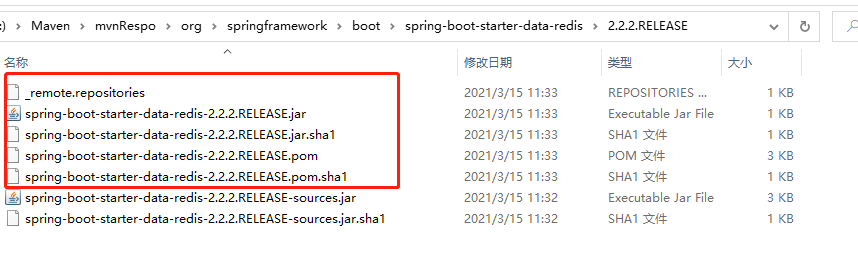 :) › Maven › mvnRespo › org › springframework › boot › spring-boot-starter-data-redis › 2.2.2.RELEASE
名称 修改日期 类型 大小
_remote.repositories 2021/3/15 11:33 REPOSITORIES ... 1 KB
spring-boot-starter-data-redis-2.2.2.RELEASE.jar 2021/3/15 11:33 Executable Jar File 1 KB
spring-boot-starter-data-redis-2.2.2.RELEASE.jar.sha1 2021/3/15 11:33 SHA1 文件 1 KB
spring-boot-starter-data-redis-2.2.2.RELEASE.pom 2021/3/15 11:33 POM 文件 3 KB
spring-boot-starter-data-redis-2.2.2.RELEASE.pom.sha1 2021/3/15 11:33 SHA1 文件 1 KB
spring-boot-starter-data-redis-2.2.2.RELEASE-sources.jar 2021/3/15 11:32 Executable Jar File 3 KB
spring-boot-starter-data-redis-2.2.2.RELEASE-sources.jar.sha1 2021/3/15 11:32 SHA1 文件 1 KB